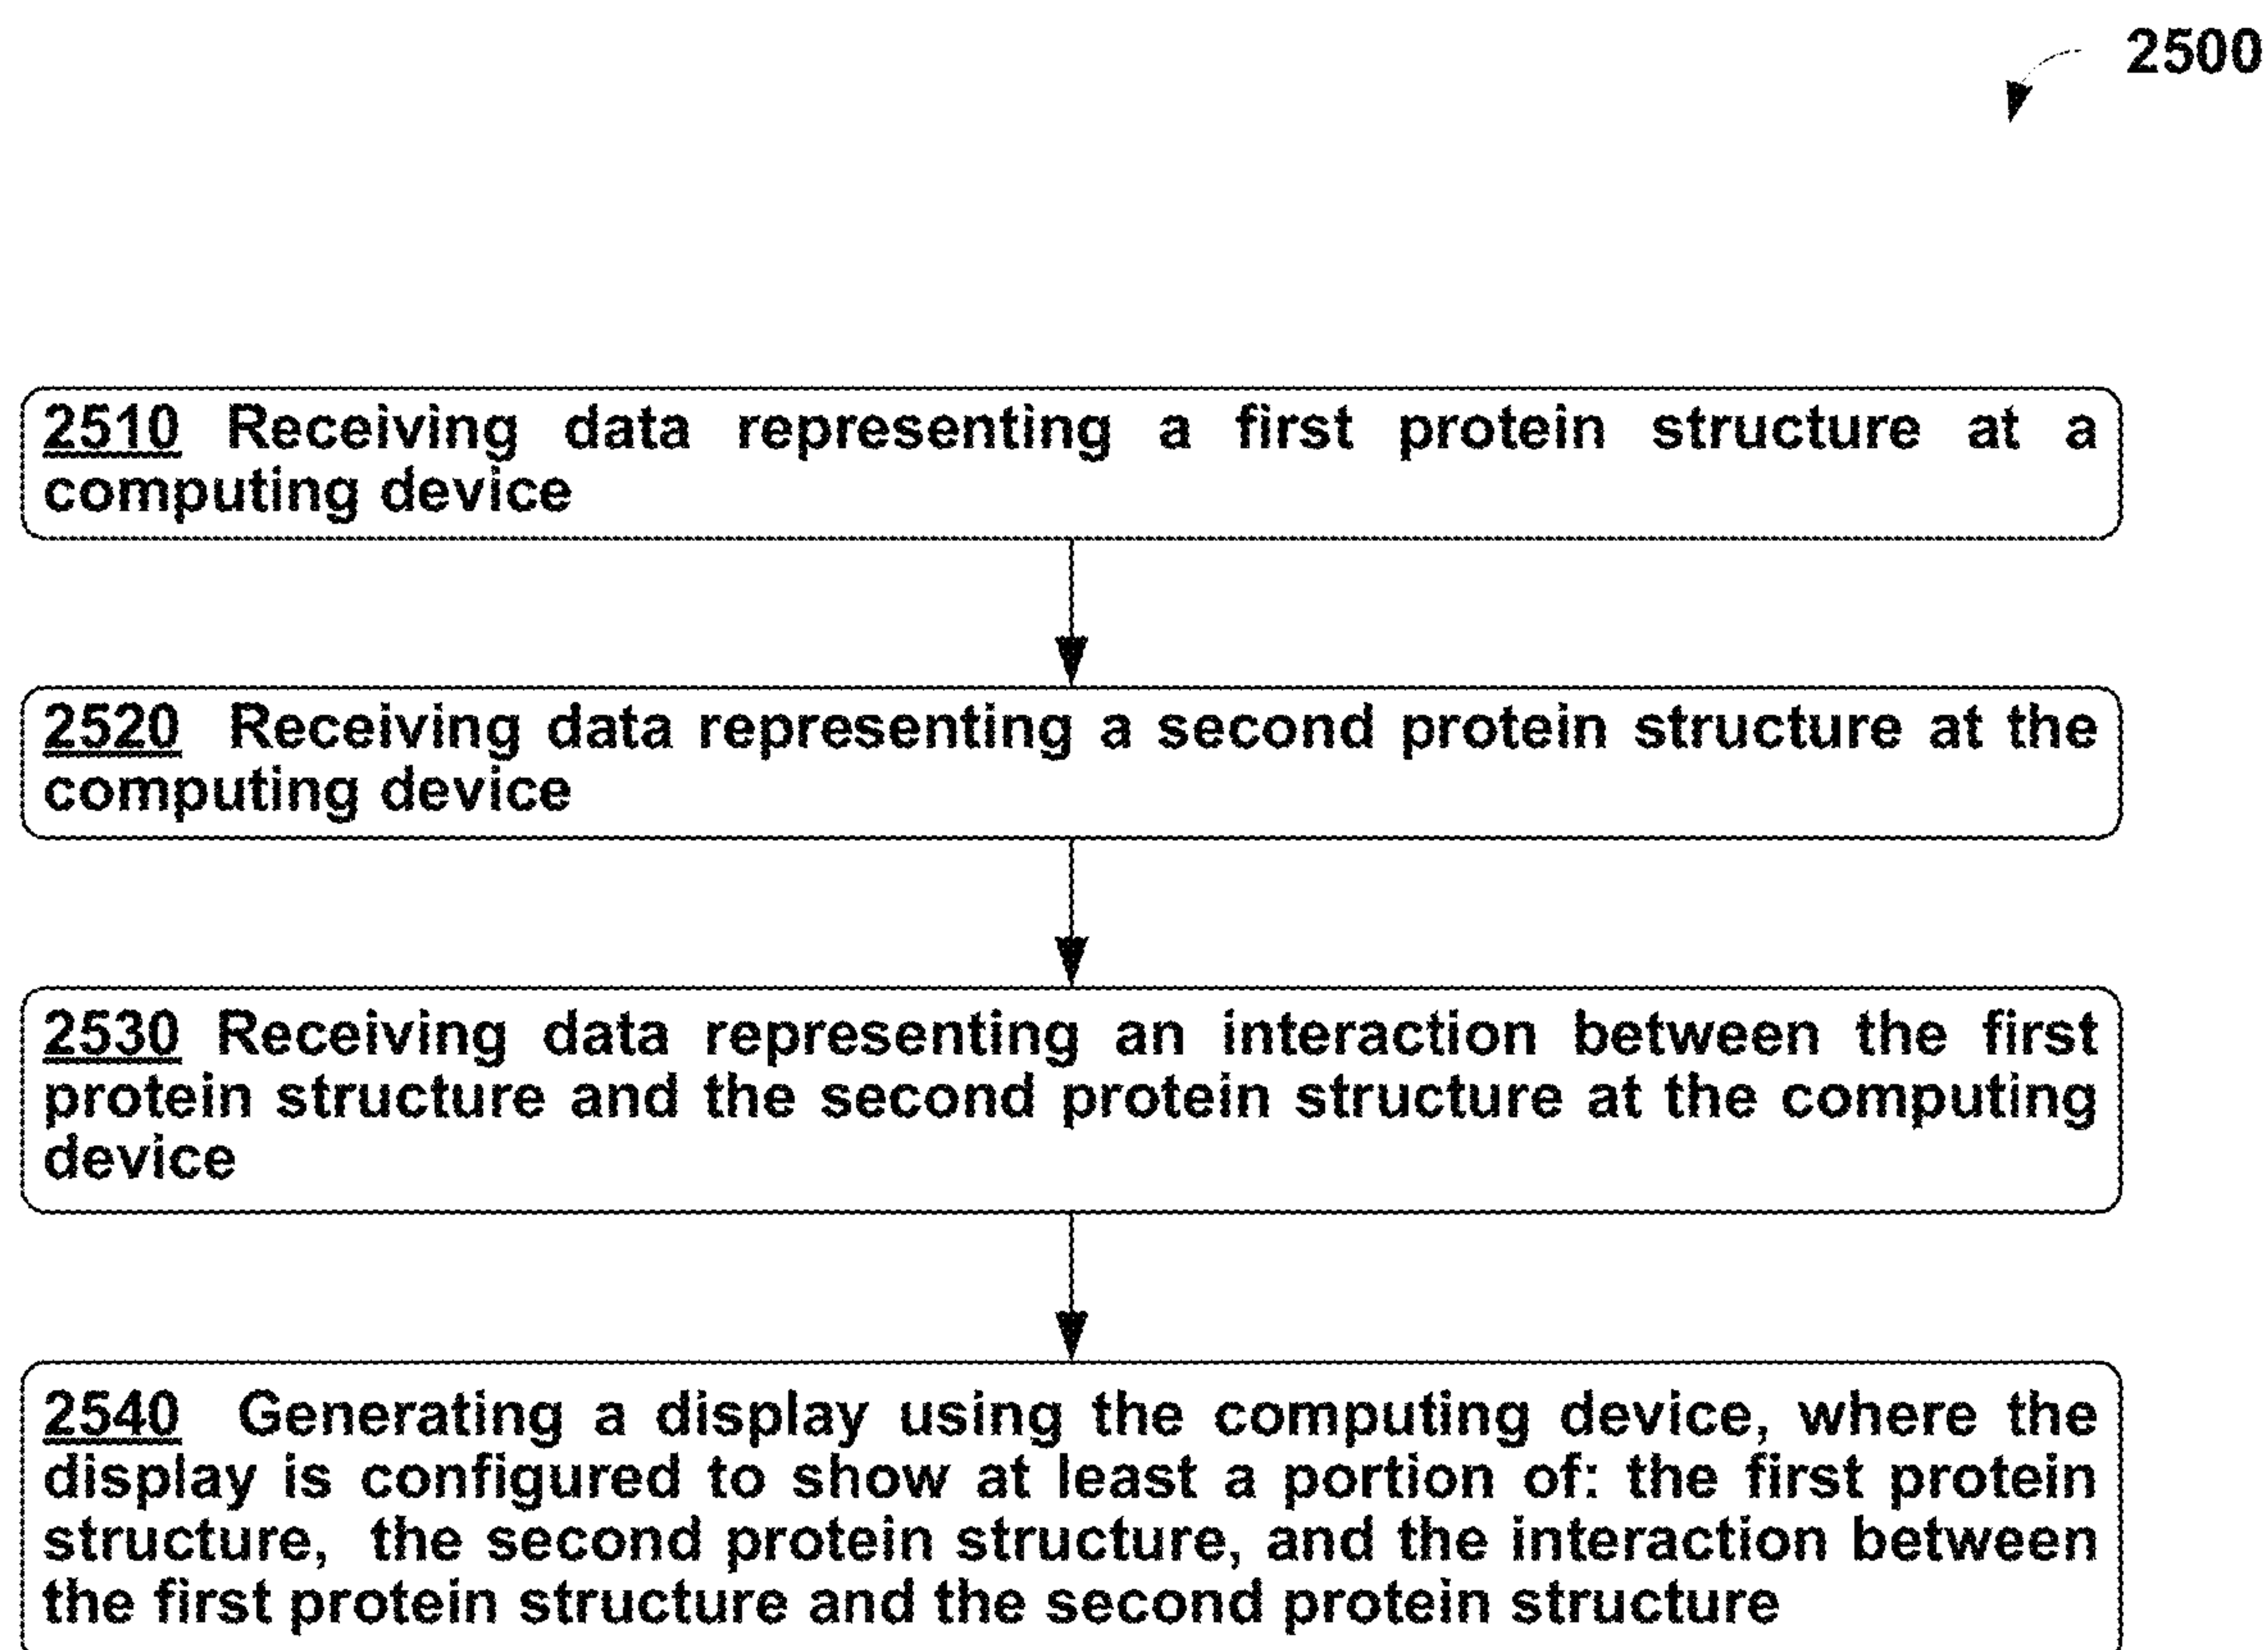 2500
2510 Receiving data representing a first protein structure at a
computing device
2520 Receiving data representing a second protein structure at the
computing device
2530 Receiving data representing an interaction between the first
protein structure and the second protein structure at the computing
device
2540 Generating a display using the computing device, where the
display is configured to show at least a portion of: the first protein
structure, the second protein structure, and the interaction between
the first protein structure and the second protein structure